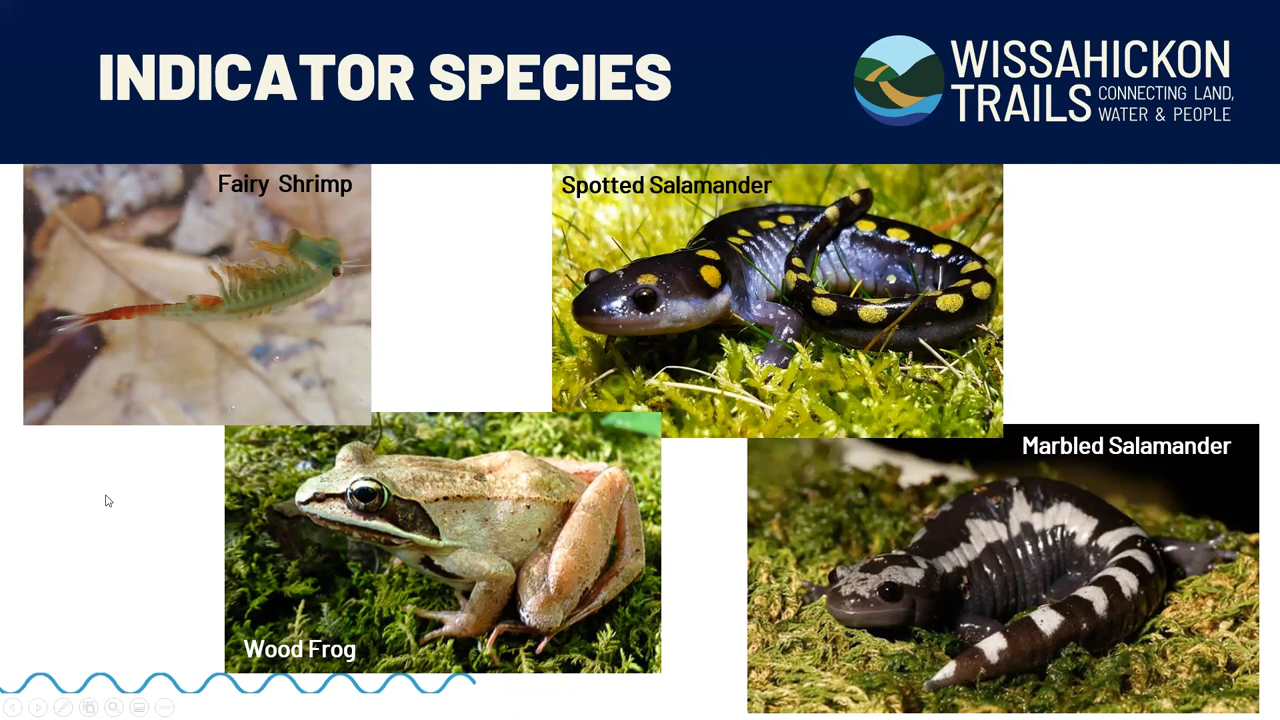 INDICATOR SPECIES
WISSAHICKON
TRAILS CONNECTING LAND,
WATER & PEOPLE
Fairy Shrimp
Spotted Salamander
Marbled Salamander
Wood Frog